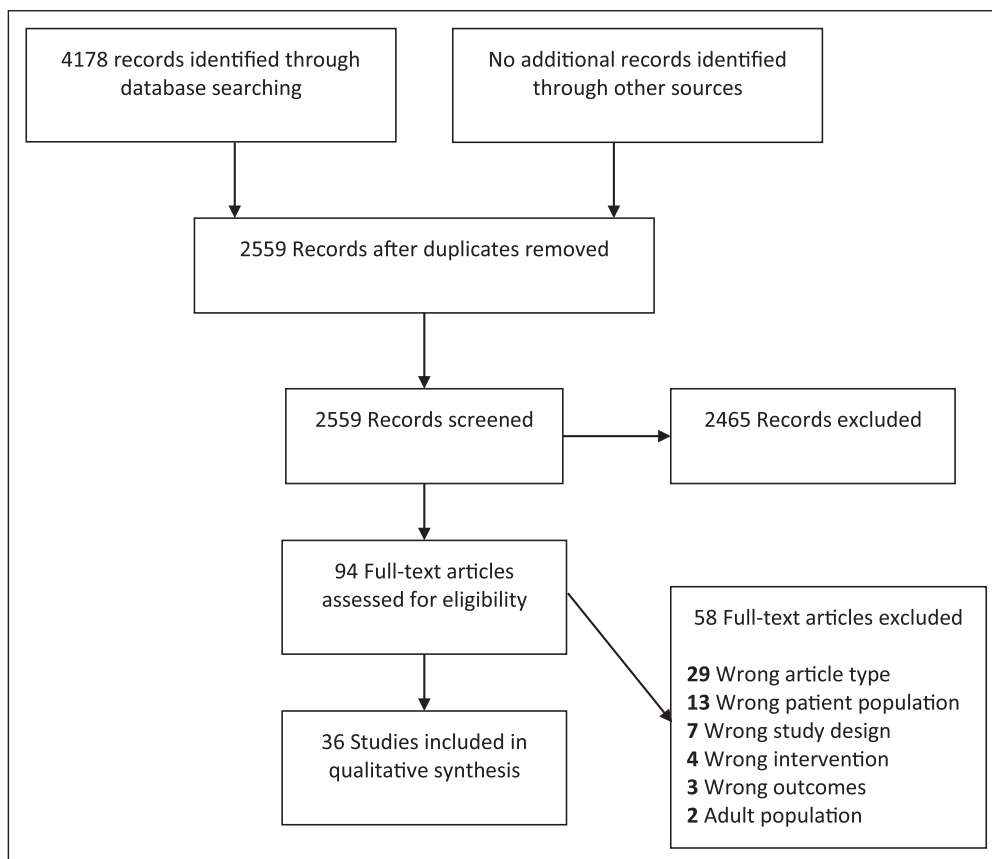 4178 records identified through
database searching
No additional records identified
through other sources
2559 Records after duplicates removed
2559 Records screened
2465 Records excluded
94 Full-text articles
assessed for eligibility
58 Full-text articles excluded
29 Wrong article type
13 Wrong patient population
7 Wrong study design
4 Wrong intervention
3 Wrong outcomes
2 Adult population
36 Studies included in
qualitative synthesis